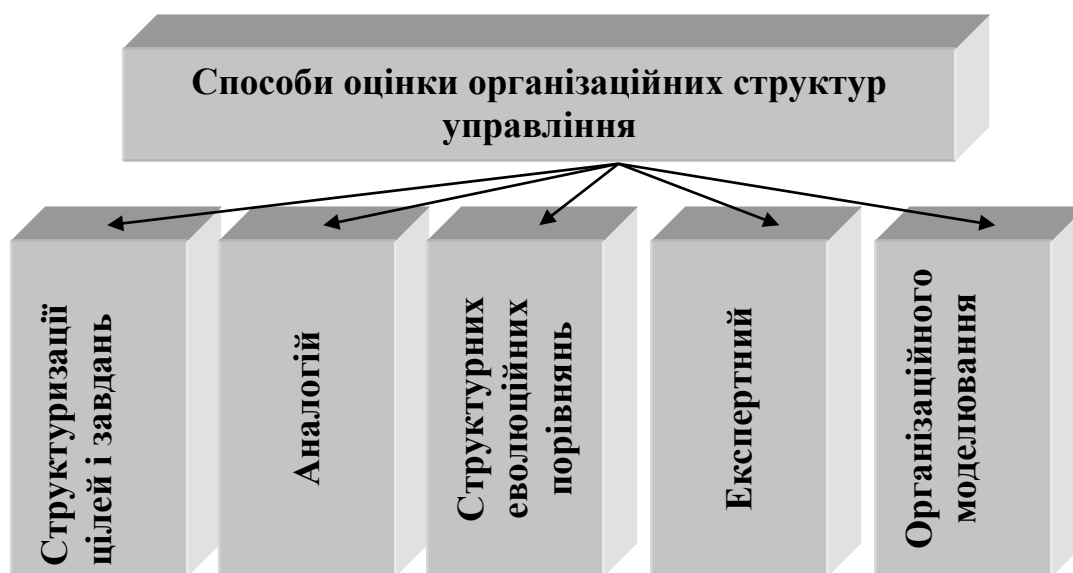 Способи оцінки організаційних структур
управління
Структуризації
цілей і завдань
Аналогій
Структурних
еволюційних
порівнянь
Експертний
Організаційного
моделювання